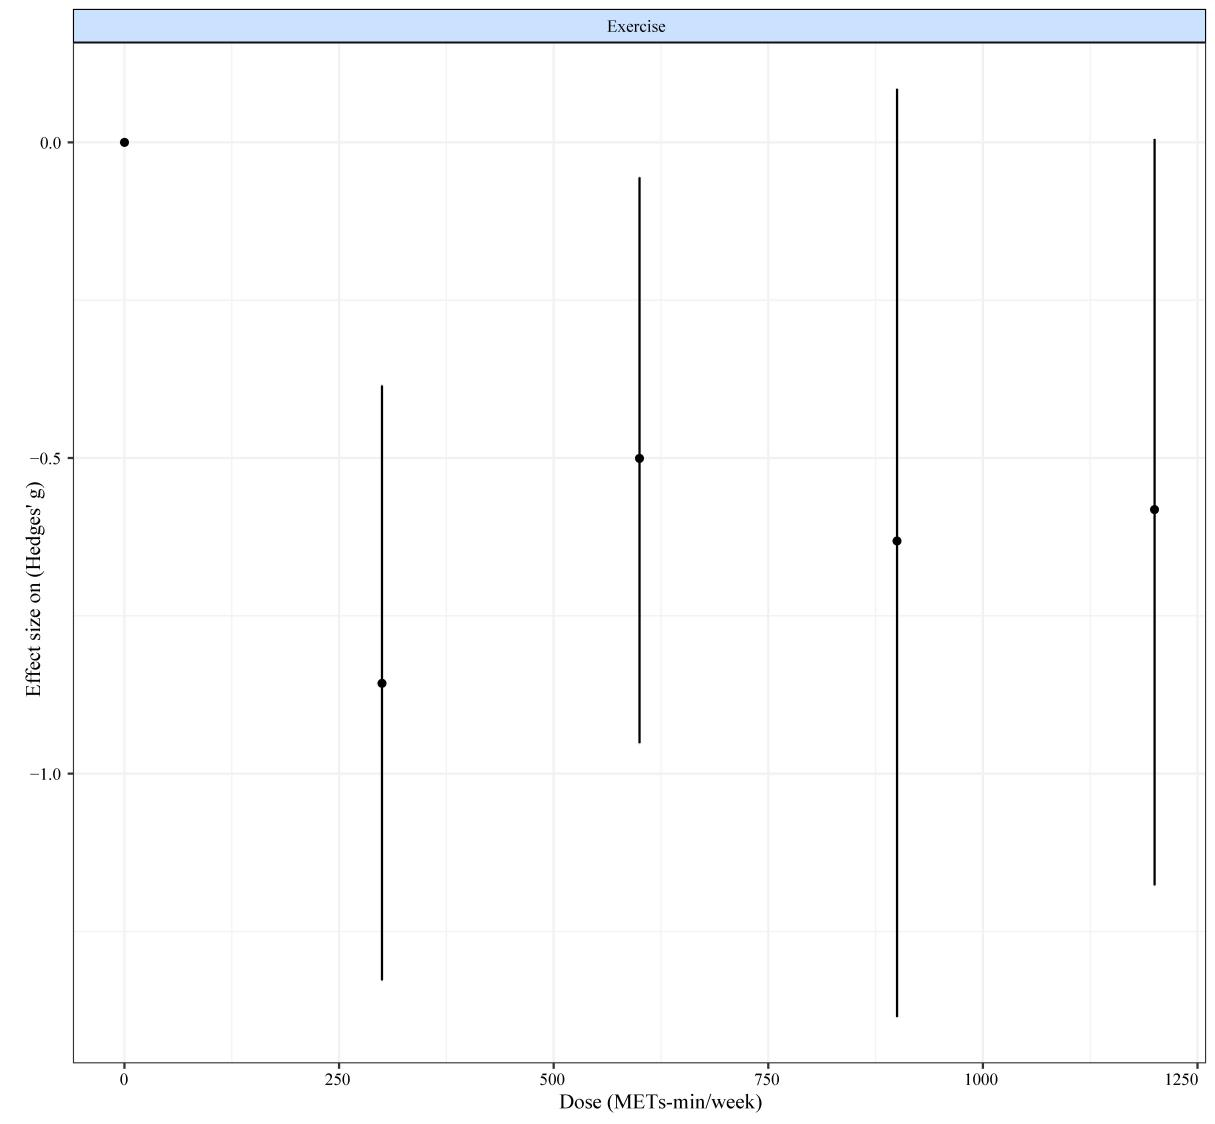 Exercise
0.0
−0.5
−1.0
Effect size on (Hedges' g)
0 250 500 750 1000 1250
Dose (METs-min/week)